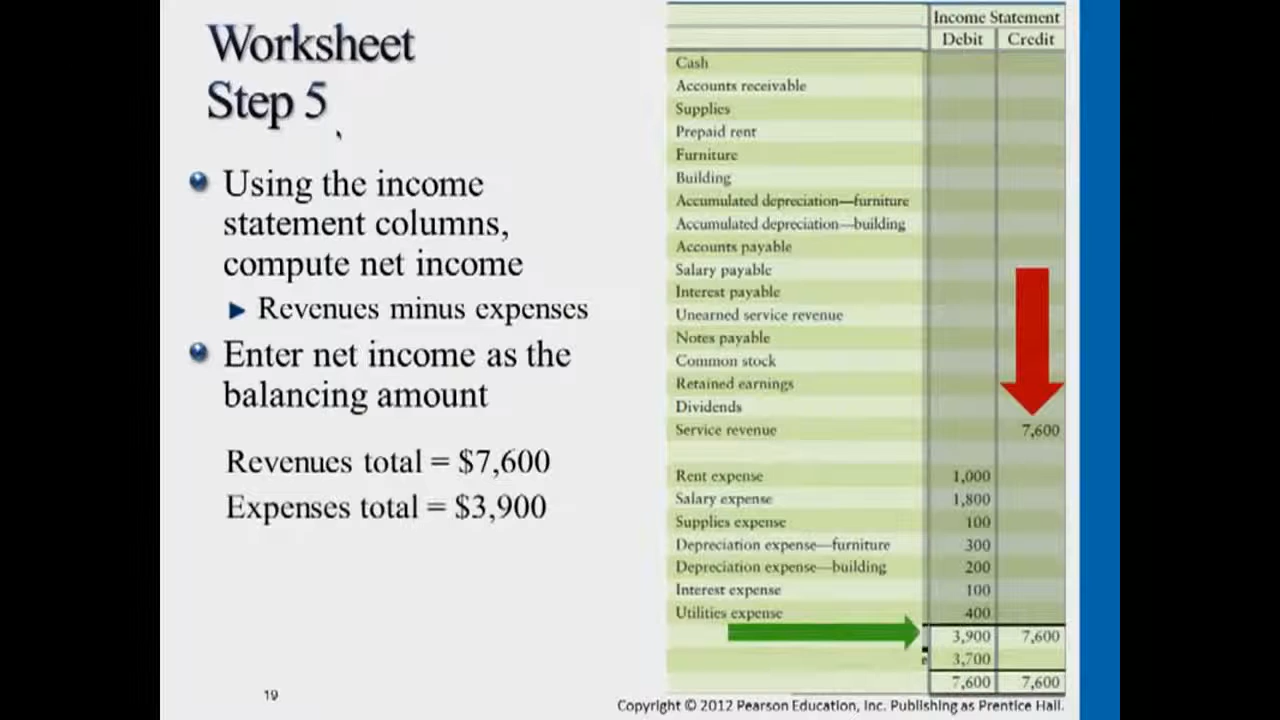 Worksheet
Step 5
Using the income
statement columns,
compute net income
Revenues minus expenses
Enter net income as the
balancing amount
Revenues total = $7,600
Expenses total = $3,900
19
Income Statement
Debit Credit
Cash
Accounts receivable
Supplies
Prepaid rent
Furniture
Building
Accumulated depreciation—furniture
Accumulated depreciation—building
Accounts payable
Salary payable
Interest payable
Unearned service revenue
Notes payable
Common stock
Retained earnings
Dividends
Service revenue 7,600
Rent expense 1,000
Salary expense 1,800
Supplies expense 100
Depreciation expense—furniture 300
Depreciation expense—building 200
Interest expense 100
Utilities expense 400
3,900 7,600
3,700
7,600 7,600
Copyright © 2012 Pearson Education, Inc. Publishing as Prentice Hall.